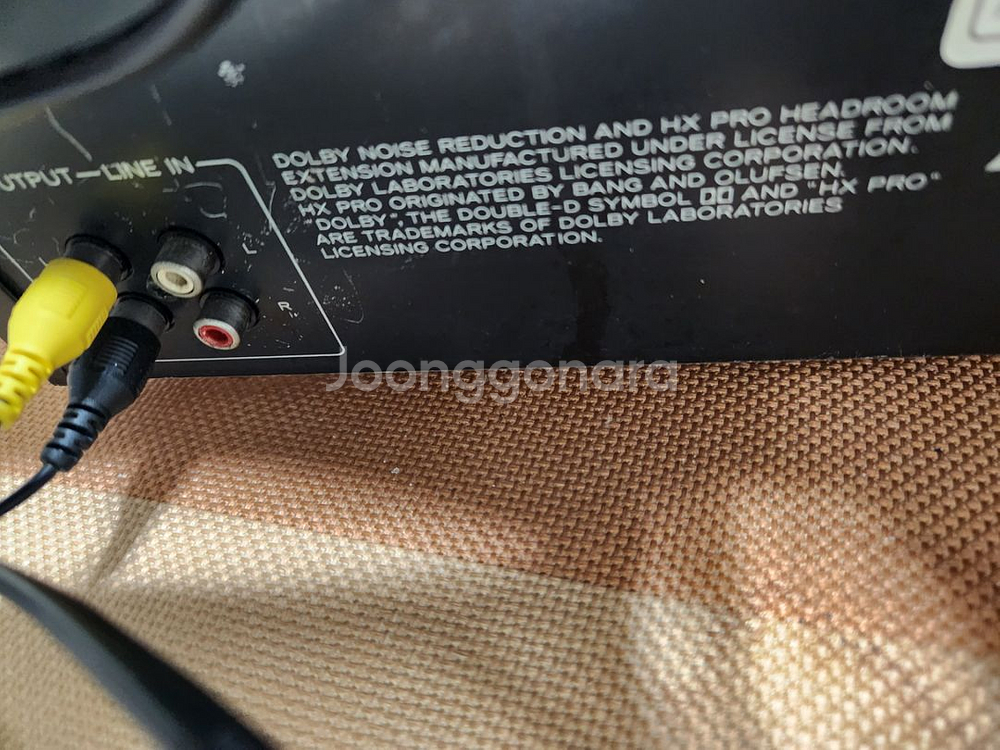 OUTPUT
LINE IN
L
R
DOLBY NOISE REDUCTION AND HX PRO HEADROOM
EXTENSION MANUFACTURED UNDER LICENSE FROM
DOLBY LABORATORIES LICENSING CORPORATION.
HX PRO ORIGINATED BY BANG AND OLUFSEN.
"DOLBY", THE DOUBLE-D SYMBOL AND "HX PRO"
ARE TRADEMARKS OF DOLBY LABORATORIES
LICENSING CORPORATION.
Joonggonara